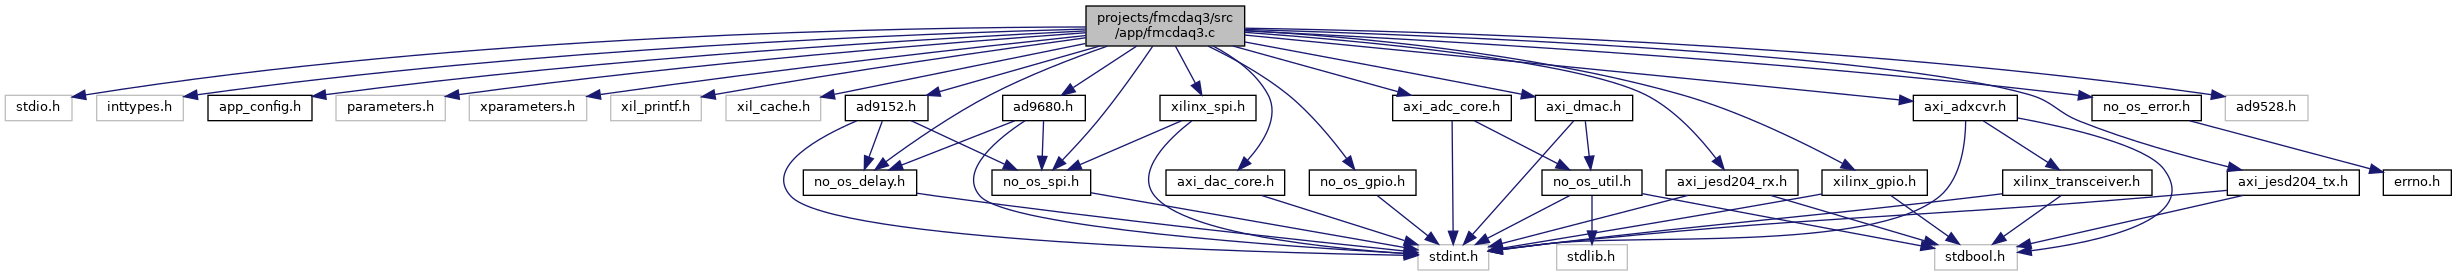 projects/fmcdaq3/src
/app/fmcdaq3.c
stdio.h
inttypes.h
app_config.h
parameters.h
xparameters.h
xil_printf.h
xil_cache.h
ad9152.h
ad9680.h
xilinx_spi.h
axi_adc_core.h
axi_dmac.h
axi_adxcvr.h
no_os_error.h
ad9528.h
no_os_delay.h
no_os_spi.h
axi_dac_core.h
no_os_gpio.h
no_os_util.h
axi_jesd204_rx.h
xilinx_gpio.h
xilinx_transceiver.h
axi_jesd204_tx.h
errno.h
stdint.h
stdlib.h
stdbool.h